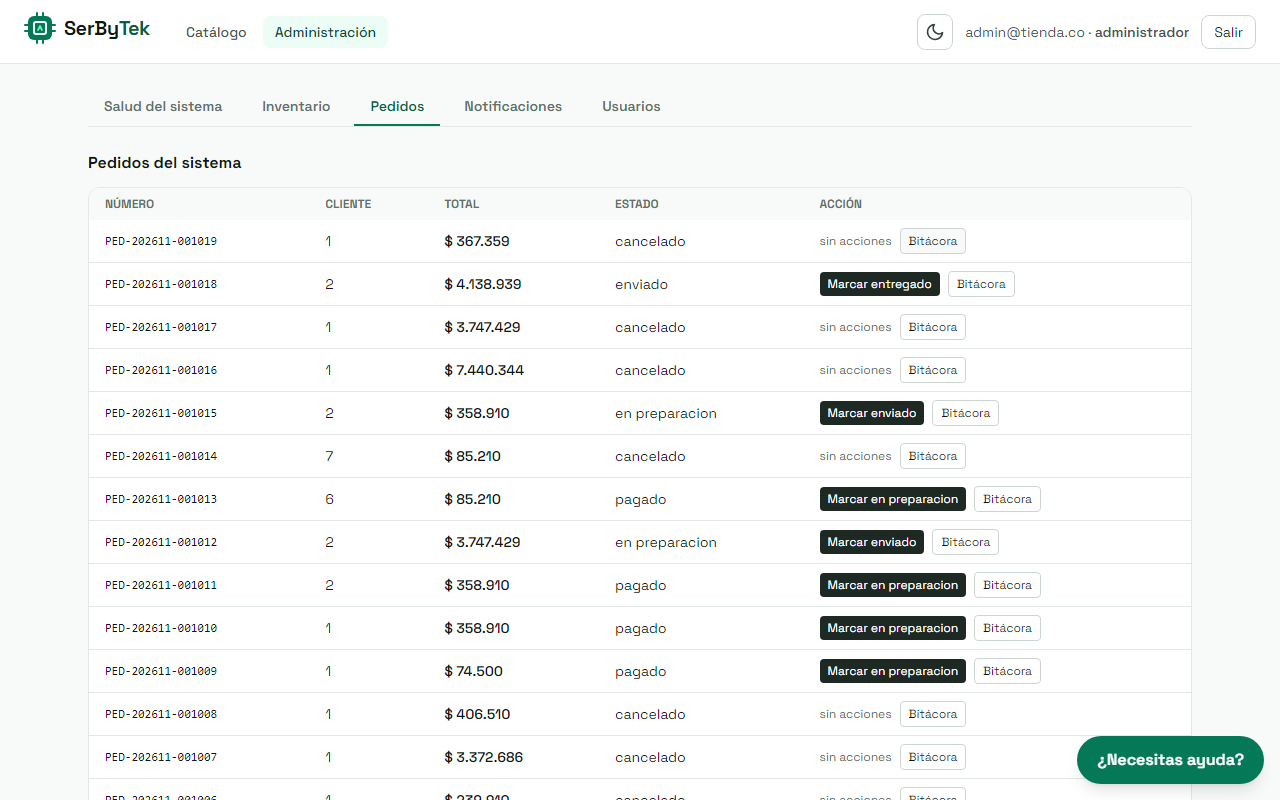 SerByTek
Catálogo
Administración
admin@tienda.co · administrador
Salir
Salud del sistema
Inventario
Pedidos
Notificaciones
Usuarios
Pedidos del sistema
NÚMERO CLIENTE TOTAL ESTADO ACCIÓN
PED-202611-001019 1 $ 367.359 cancelado sin acciones Bitácora
PED-202611-001018 2 $ 4.138.939 enviado Marcar entregado Bitácora
PED-202611-001017 1 $ 3.747.429 cancelado sin acciones Bitácora
PED-202611-001016 1 $ 7.440.344 cancelado sin acciones Bitácora
PED-202611-001015 2 $ 358.910 en preparacion Marcar enviado Bitácora
PED-202611-001014 7 $ 85.210 cancelado sin acciones Bitácora
PED-202611-001013 6 $ 85.210 pagado Marcar en preparacion Bitácora
PED-202611-001012 2 $ 3.747.429 en preparacion Marcar enviado Bitácora
PED-202611-001011 2 $ 358.910 pagado Marcar en preparacion Bitácora
PED-202611-001010 1 $ 358.910 pagado Marcar en preparacion Bitácora
PED-202611-001009 1 $ 74.500 pagado Marcar en preparacion Bitácora
PED-202611-001008 1 $ 406.510 cancelado sin acciones Bitácora
PED-202611-001007 1 $ 3.372.686 cancelado sin acciones Bitácora
¿Necesitas ayuda?